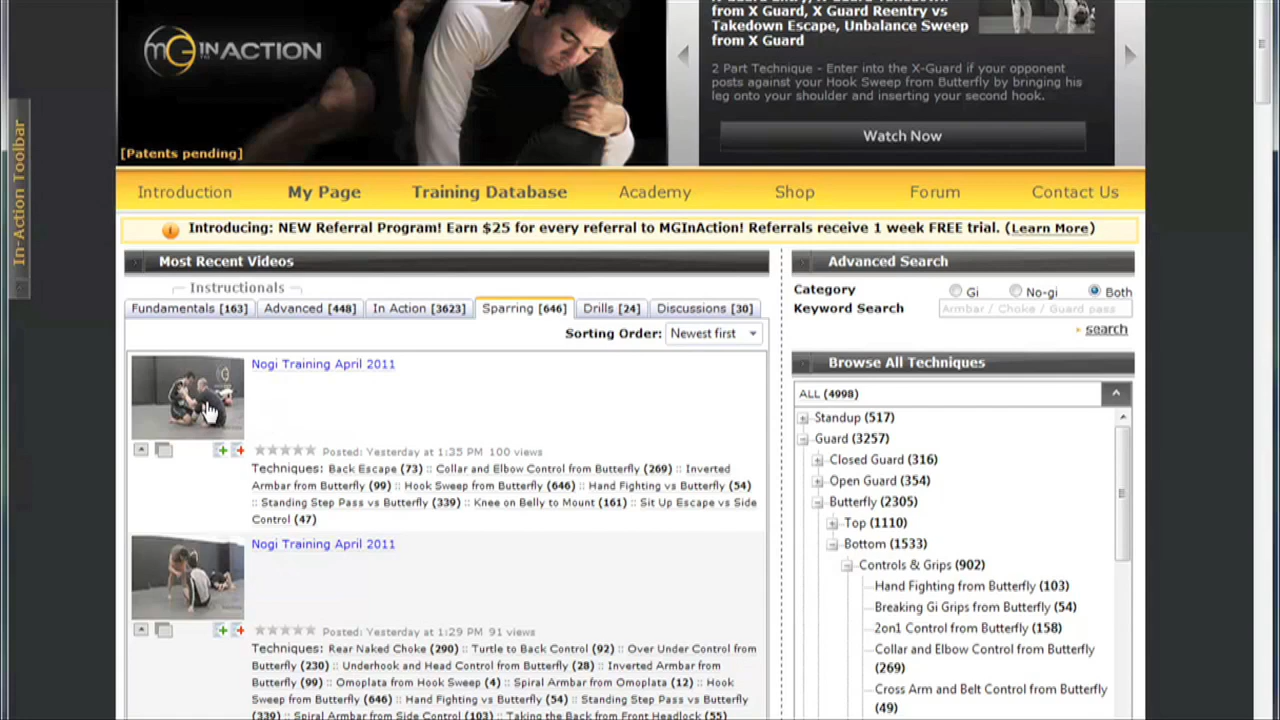 X Guard Entry, X Guard Takedown
from X Guard, X Guard Reentry vs
Takedown Escape, Unbalance Sweep
from X Guard
mG IN ACTION
2 Part Technique - Enter into the X-Guard if your opponent
posts against your Hook Sweep from Butterfly by bringing his
leg onto your shoulder and inserting your second hook.
Watch Now
[Patents pending]
In-Action Toolbar
Introduction My Page Training Database Academy Shop Forum Contact Us
Introducing: NEW Referral Program! Earn $25 for every referral to MGInAction! Referrals receive 1 week FREE trial. (Learn More)
Most Recent Videos
Instructionals
Fundamentals [163] Advanced [448] In Action [3623] Sparring [646] Drills [24] Discussions [30]
Sorting Order: Newest first
Nogi Training April 2011
Posted: Yesterday at 1:35 PM 100 views
Techniques: Back Escape (73) :: Collar and Elbow Control from Butterfly (269) :: Inverted
Armbar from Butterfly (99) :: Hook Sweep from Butterfly (646) :: Hand Fighting vs Butterfly (54)
:: Standing Step Pass vs Butterfly (339) :: Knee on Belly to Mount (161) :: Sit Up Escape vs Side
Control (47)
Nogi Training April 2011
Posted: Yesterday at 1:29 PM 91 views
Techniques: Rear Naked Choke (290) :: Turtle to Back Control (92) :: Over Under Control from
Butterfly (230) :: Underhook and Head Control from Butterfly (28) :: Inverted Armbar from
Butterfly (99) :: Omoplata from Hook Sweep (4) :: Spiral Armbar from Omoplata (12) :: Hook
Sweep from Butterfly (646) :: Hand Fighting vs Butterfly (54) :: Standing Step Pass vs Butterfly
(339) :: Spiral Armbar from Side Control (103) :: Taking the Back from Front Headlock (55)
Advanced Search
Category Gi No-gi Both
Keyword Search Armbar / Choke / Guard pass
search
Browse All Techniques
ALL (4998)
Standup (517)
Guard (3257)
Closed Guard (316)
Open Guard (354)
Butterfly (2305)
Top (1110)
Bottom (1533)
Controls & Grips (902)
Hand Fighting from Butterfly (103)
Breaking Gi Grips from Butterfly (54)
2on1 Control from Butterfly (158)
Collar and Elbow Control from Butterfly
(269)
Cross Arm and Belt Control from Butterfly
(49)